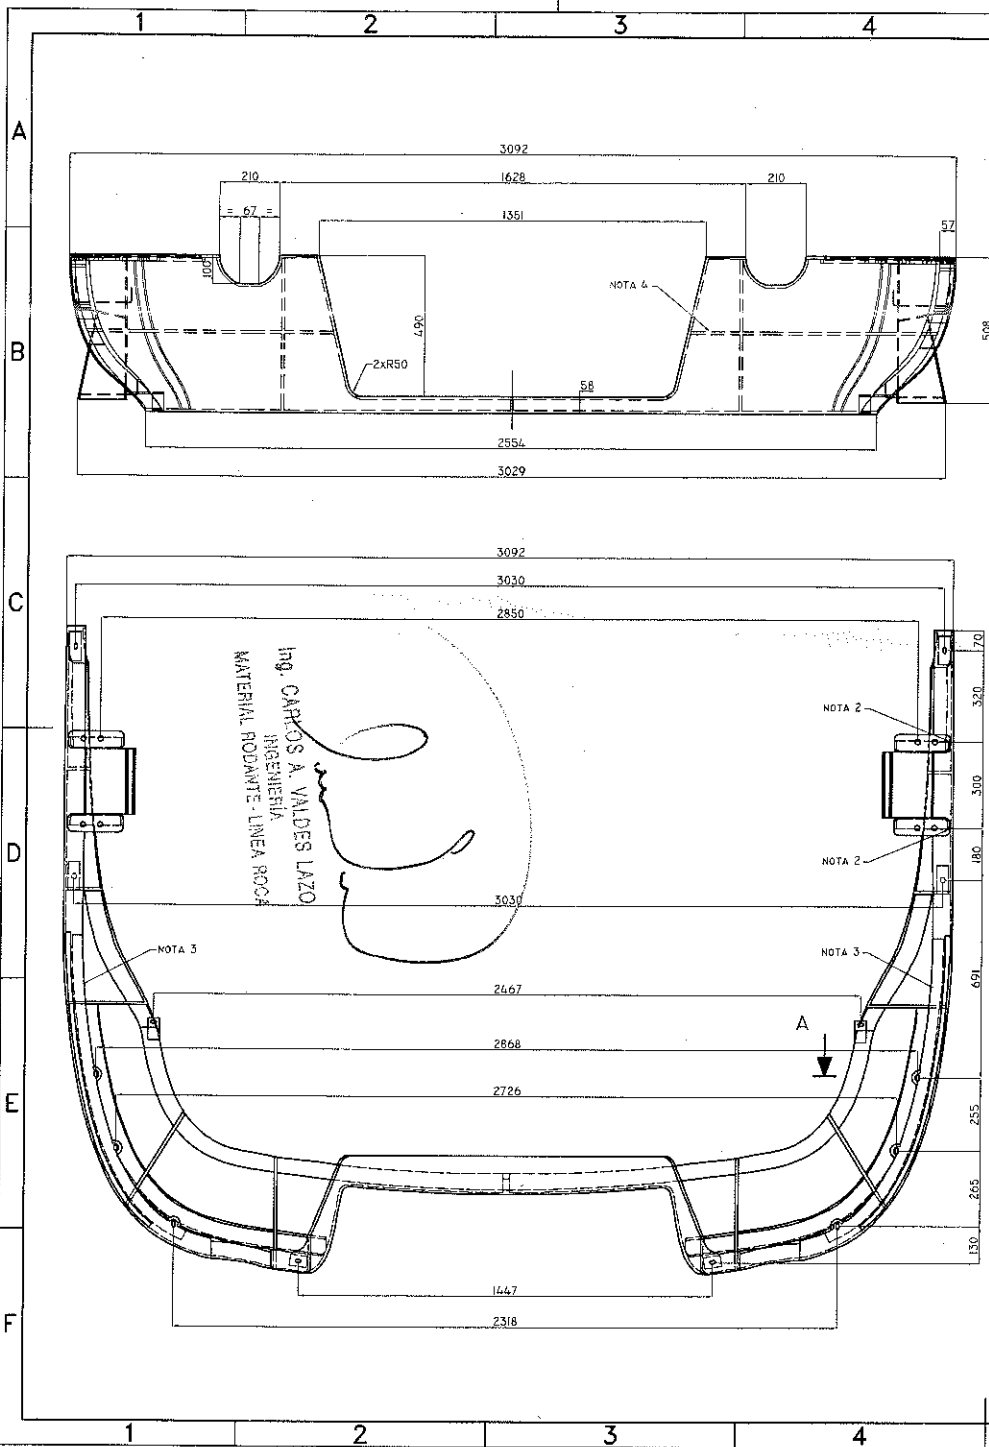 1 2 3 4
A
3092
210 1628 210
= 67 =
1351
57
100
NOTA 4
490
508
B
2xR50
58
2554
3029
3092
C
3030
2850
70
320
NOTA 2
Ing. CARLOS A. VALDES LAZO
INGENIERÍA
MATERIAL RODANTE - LINEA ROCA
300
D
NOTA 2
180
3030
NOTA 3
NOTA 3
691
2467
A
2868
E
2726
255
265
130
1447
F
2318
1 2 3 4